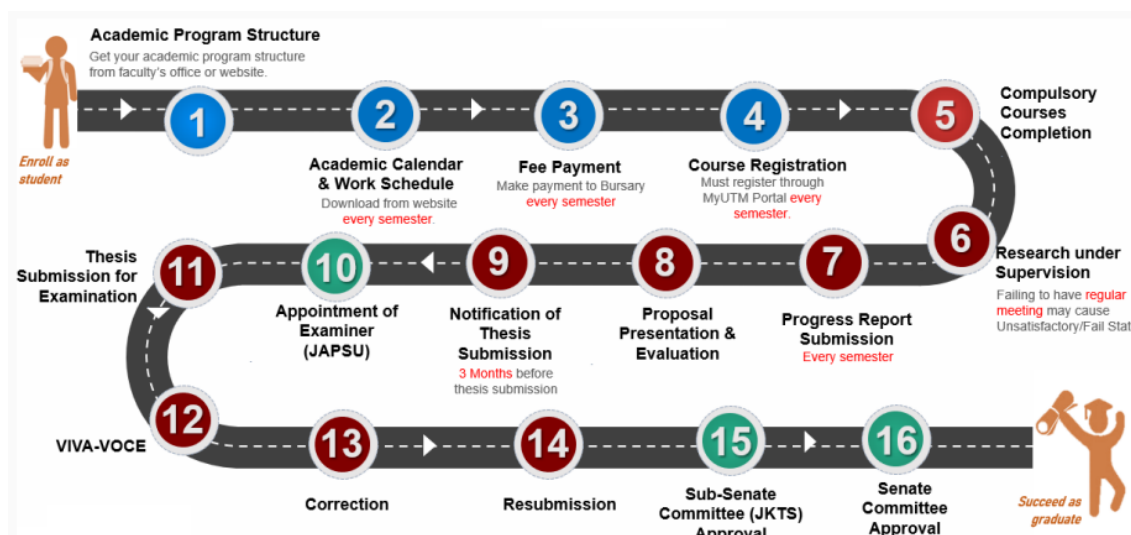 Academic Program Structure
Get your academic program structure
from faculty's office or website.
Enroll as
student
1
2
Academic Calendar
& Work Schedule
Download from website
every semester.
3
Fee Payment
Make payment to Bursary
every semester
4
Course Registration
Must register through
MyUTM Portal every
semester.
5
Compulsory
Courses
Completion
6
Research under
Supervision
Failing to have regular
meeting may cause
Unsatisfactory/Fail Stat
7
Progress Report
Submission
Every semester
8
Proposal
Presentation &
Evaluation
9
Notification of
Thesis
Submission
3 Months before
thesis submission
10
Appointment of
Examiner
(JAPSU)
11
Thesis
Submission for
Examination
12
VIVA-VOCE
13
Correction
14
Resubmission
15
Sub-Senate
Committee (JKTS)
Approval
16
Senate
Committee
Approval
Succeed as
graduate